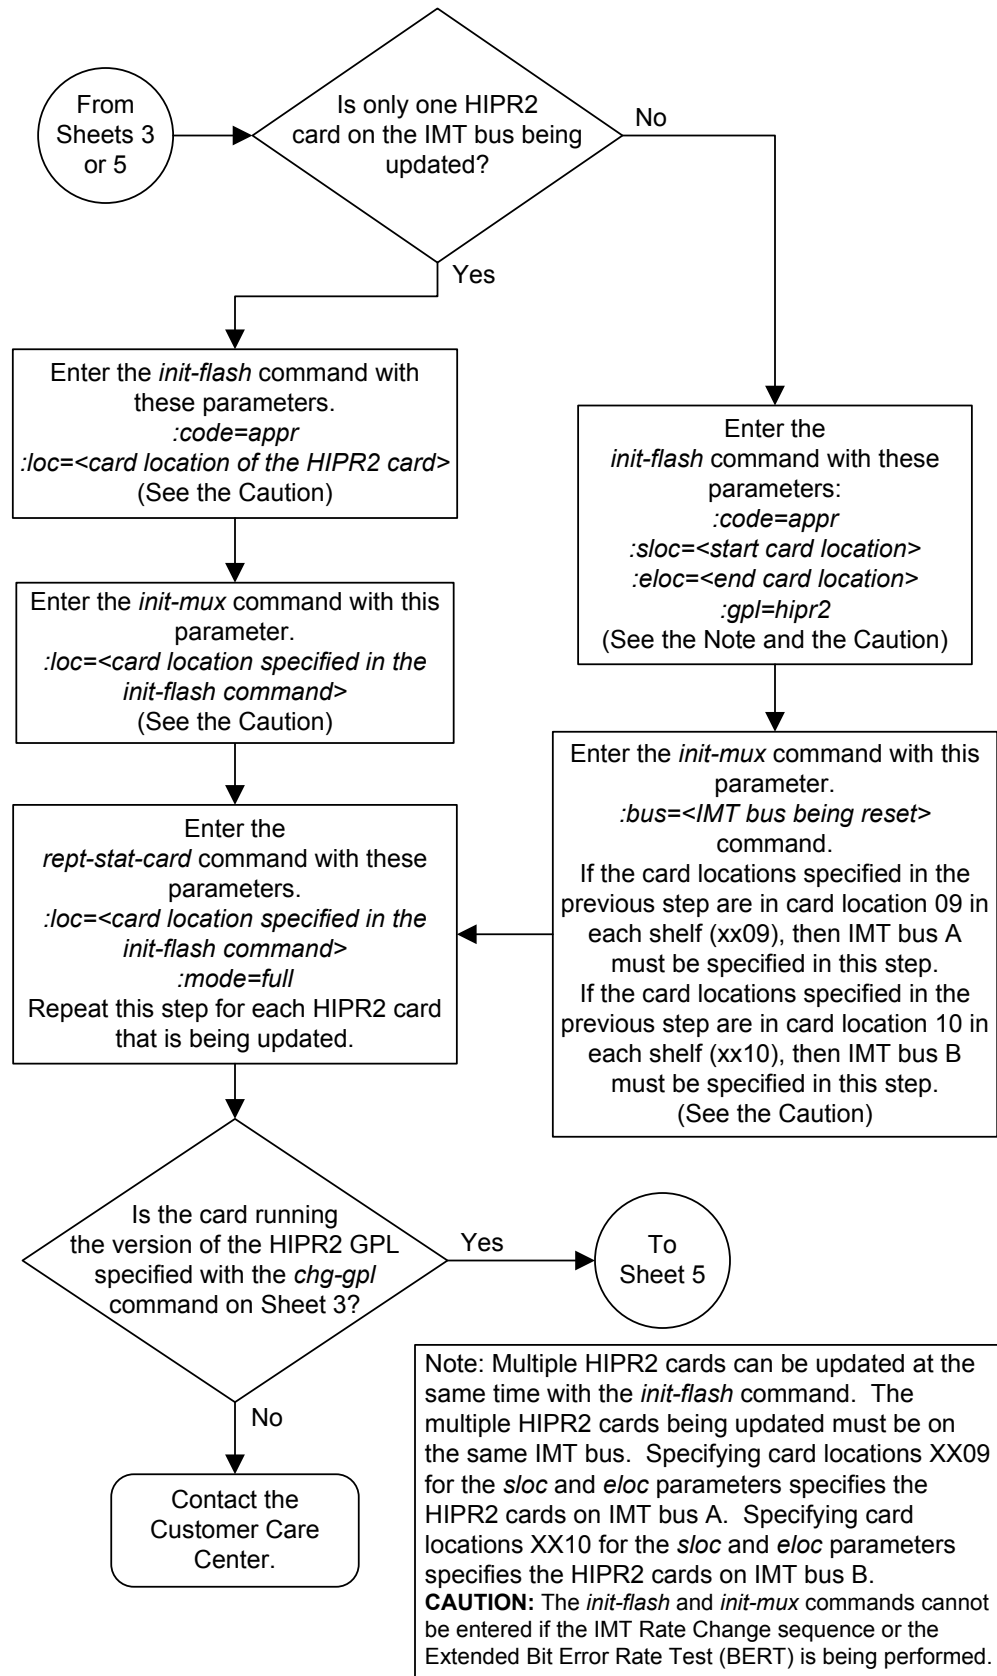 From
Sheets 3
or 5
Is only one HIPR2
card on the IMT bus being
updated?
No
Yes
Enter the init-flash command with
these parameters.
:code=appr
:loc=<card location of the HIPR2 card>
(See the Caution)
Enter the
init-flash command with these
parameters:
:code=appr
:sloc=<start card location>
:eloc=<end card location>
:gpl=hipr2
(See the Note and the Caution)
Enter the init-mux command with this
parameter.
:loc=<card location specified in the
init-flash command>
(See the Caution)
Enter the init-mux command with this
parameter.
:bus=<IMT bus being reset>
command.
If the card locations specified in the
previous step are in card location 09 in
each shelf (xx09), then IMT bus A
must be specified in this step.
If the card locations specified in the
previous step are in card location 10 in
each shelf (xx10), then IMT bus B
must be specified in this step.
(See the Caution)
Enter the
rept-stat-card command with these
parameters.
:loc=<card location specified in the
init-flash command>
:mode=full
Repeat this step for each HIPR2 card
that is being updated.
Is the card running
the version of the HIPR2 GPL
specified with the chg-gpl
command on Sheet 3?
Yes
To
Sheet 5
No
Contact the
Customer Care
Center.
Note: Multiple HIPR2 cards can be updated at the
same time with the init-flash command. The
multiple HIPR2 cards being updated must be on
the same IMT bus. Specifying card locations XX09
for the sloc and eloc parameters specifies the
HIPR2 cards on IMT bus A. Specifying card
locations XX10 for the sloc and eloc parameters
specifies the HIPR2 cards on IMT bus B.
CAUTION: The init-flash and init-mux commands cannot
be entered if the IMT Rate Change sequence or the
Extended Bit Error Rate Test (BERT) is being performed.